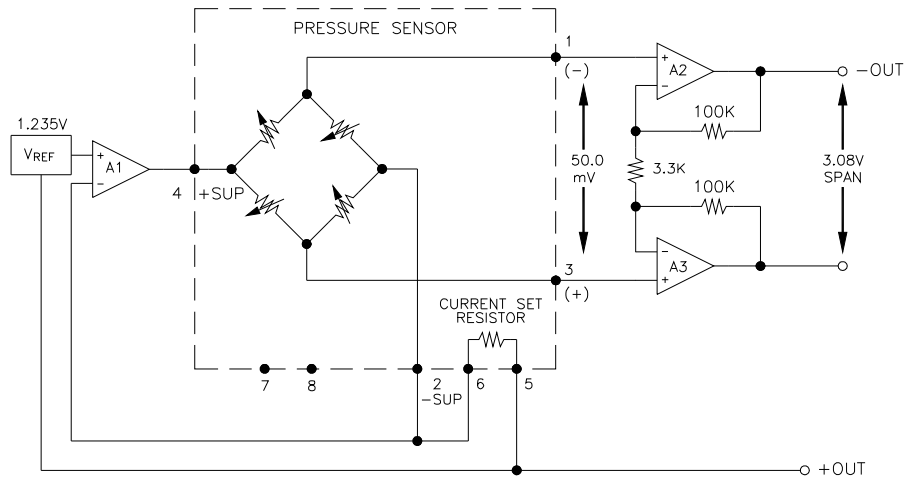 PRESSURE SENSOR
1
(-)
+
A2
-
-OUT
1.235V
VREF
+
A1
-
4
+SUP
100K
50.0
mV
3.3K
3.08V
SPAN
100K
-
A3
+
3
(+)
CURRENT SET
RESISTOR
7
8
2
-SUP
6
5
+OUT